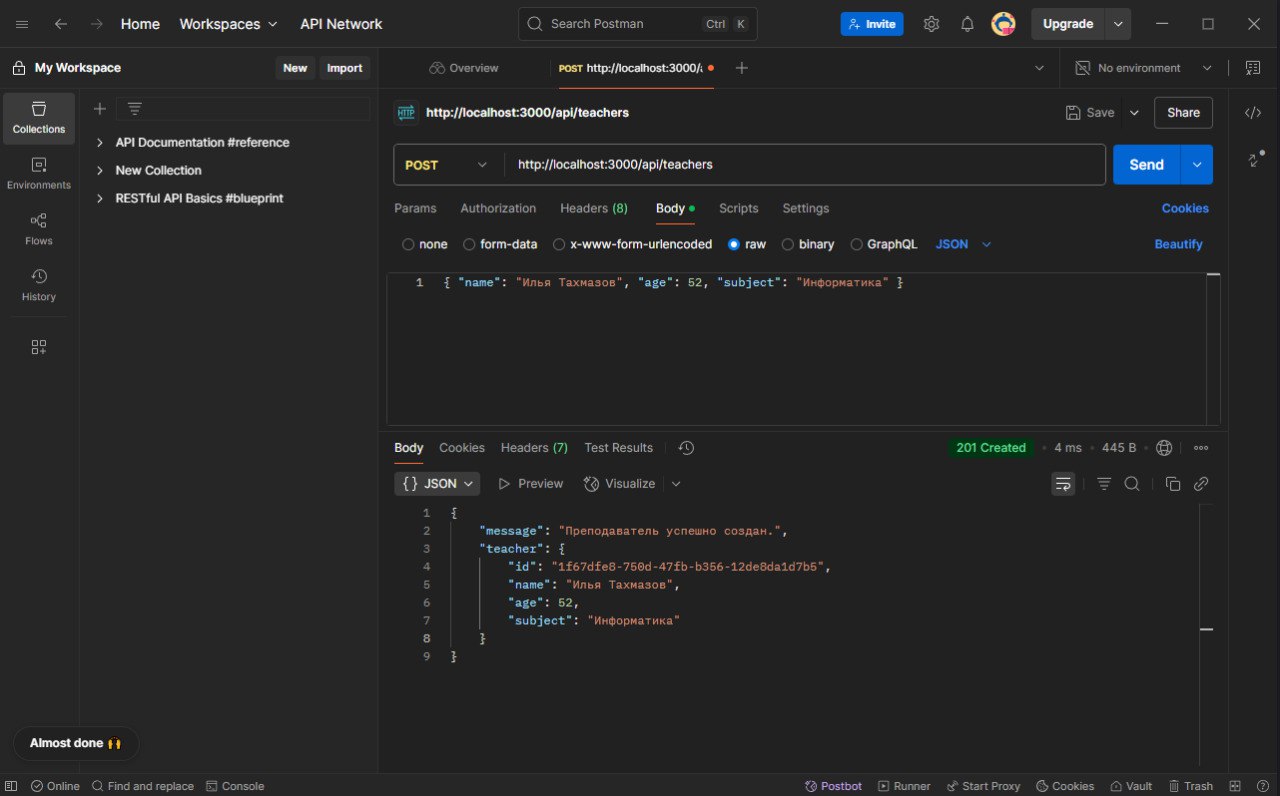 Home Workspaces API Network Search Postman Ctrl K Invite Upgrade
My Workspace New Import Overview POST http://localhost:3000/a No environment
Collections
Environments
Flows
History
API Documentation #reference
New Collection
RESTful API Basics #blueprint
HTTP http://localhost:3000/api/teachers Save Share
POST http://localhost:3000/api/teachers Send
Params Authorization Headers (8) Body Scripts Settings Cookies
none form-data x-www-form-urlencoded raw binary GraphQL JSON Beautify
1 { "name": "Илья Тахмазов", "age": 52, "subject": "Информатика" }
Body Cookies Headers (7) Test Results 201 Created 4 ms 445 B
{} JSON Preview Visualize
1 {
2 "message": "Преподаватель успешно создан.",
3 "teacher": {
4 "id": "1f67dfe8-750d-47fb-b356-12de8da1d7b5",
5 "name": "Илья Тахмазов",
6 "age": 52,
7 "subject": "Информатика"
8 }
9 }
Almost done
Online Find and replace Console Postbot Runner Start Proxy Cookies Vault Trash